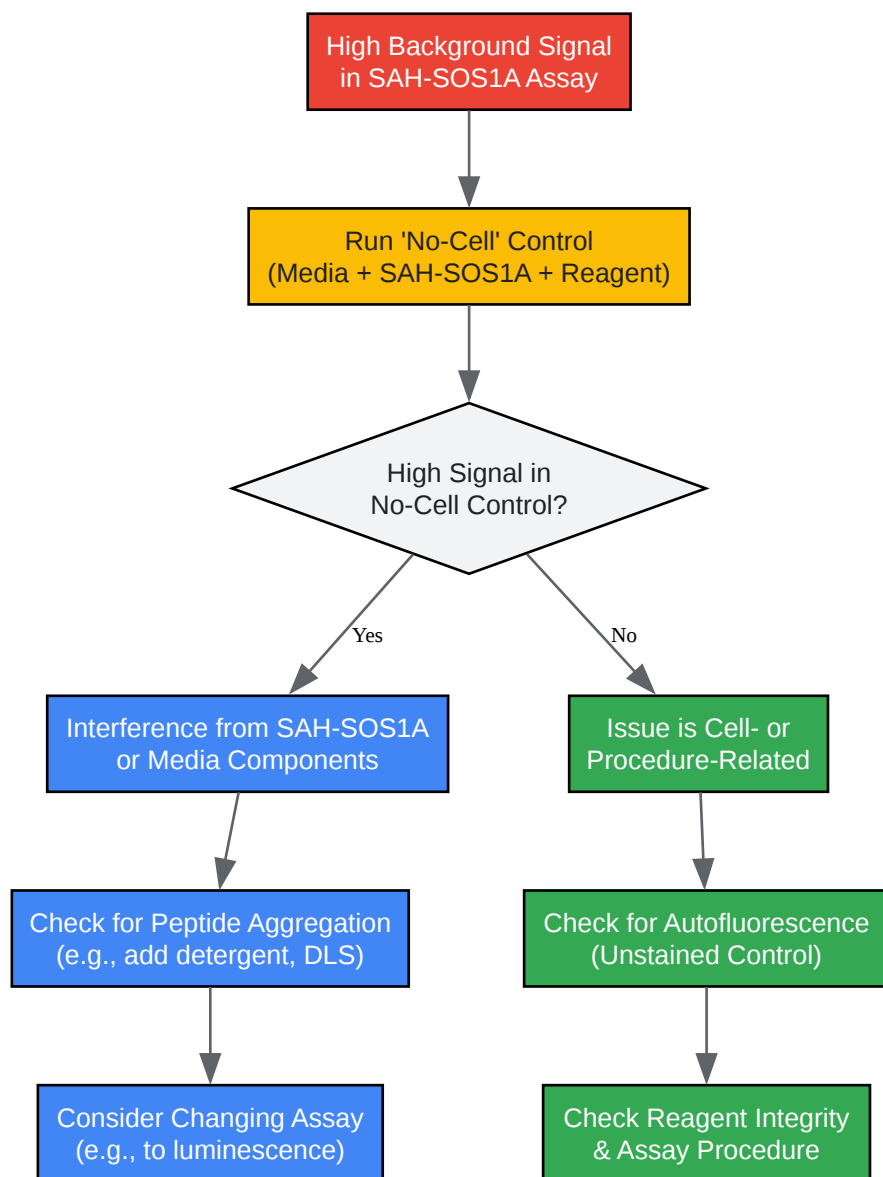 High Background Signal
in SAH-SOS1A Assay
Run 'No-Cell' Control
(Media + SAH-SOS1A + Reagent)
High Signal in
No-Cell Control?
Yes
No
Interference from SAH-SOS1A
or Media Components
Issue is Cell- or
Procedure-Related
Check for Peptide Aggregation
(e.g., add detergent, DLS)
Check for Autofluorescence
(Unstained Control)
Consider Changing Assay
(e.g., to luminescence)
Check Reagent Integrity
& Assay Procedure